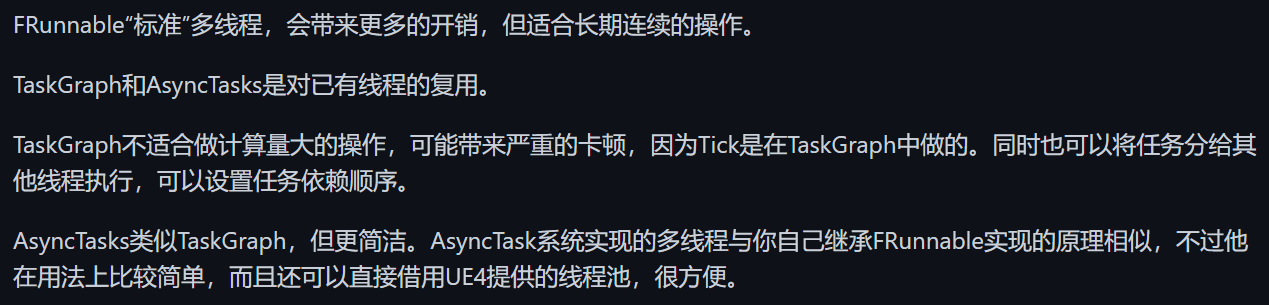 FRunnable“标准”多线程，会带来更多的开销，但适合长期连续的操作。
TaskGraph和AsyncTasks是对已有线程的复用。
TaskGraph不适合做计算量大的操作，可能带来严重的卡顿，因为Tick是在TaskGraph中做的。同时也可以将任务分给其
他线程执行，可以设置任务依赖顺序。
AsyncTasks类似TaskGraph，但更简洁。AsyncTask系统实现的多线程与你自己继承FRunnable实现的原理相似，不过他
在用法上比较简单，而且还可以直接借用UE4提供的线程池，很方便。